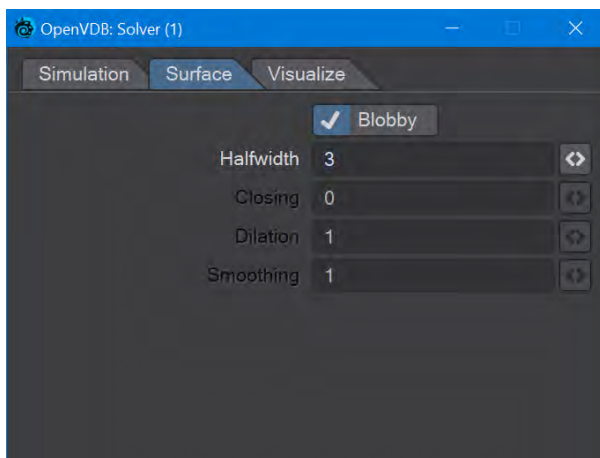 OpenVDB: Solver (1)
Simulation Surface Visualize
Blobby
Halfwidth 3
Closing 0
Dilation 1
Smoothing 1